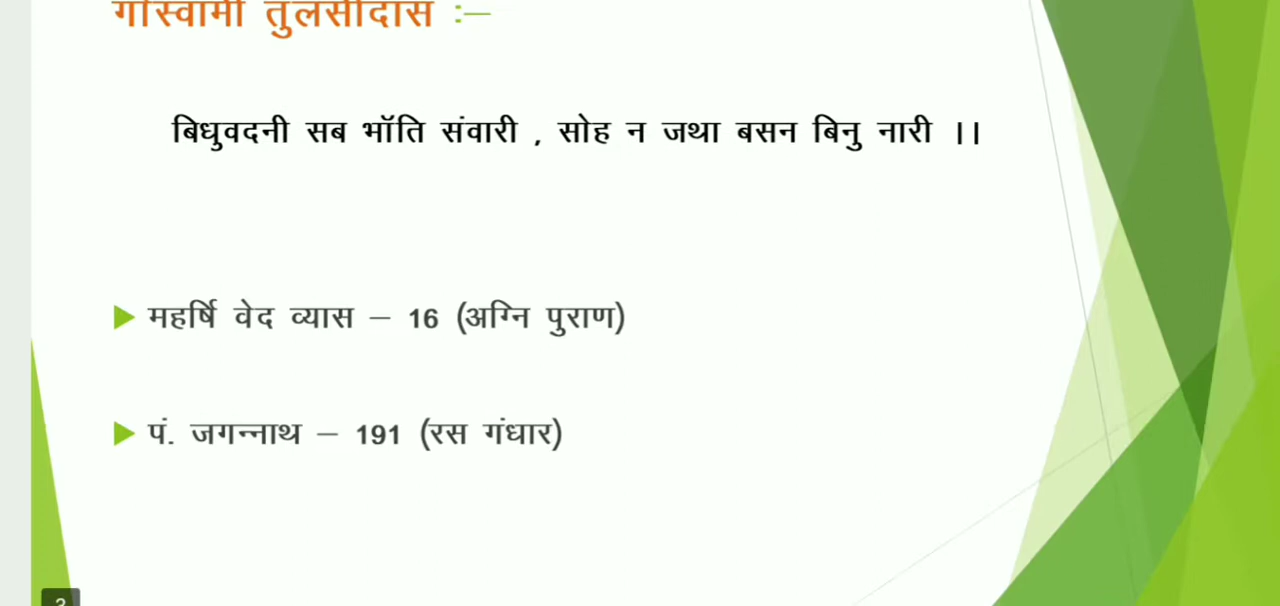 गोस्वामी तुलसीदास :–
बिधुवदनी सब भॉति संवारी , सोह न जथा बसन बिनु नारी ।।
महर्षि वेद व्यास – 16 (अग्नि पुराण)
पं. जगन्नाथ – 191 (रस गंधार)